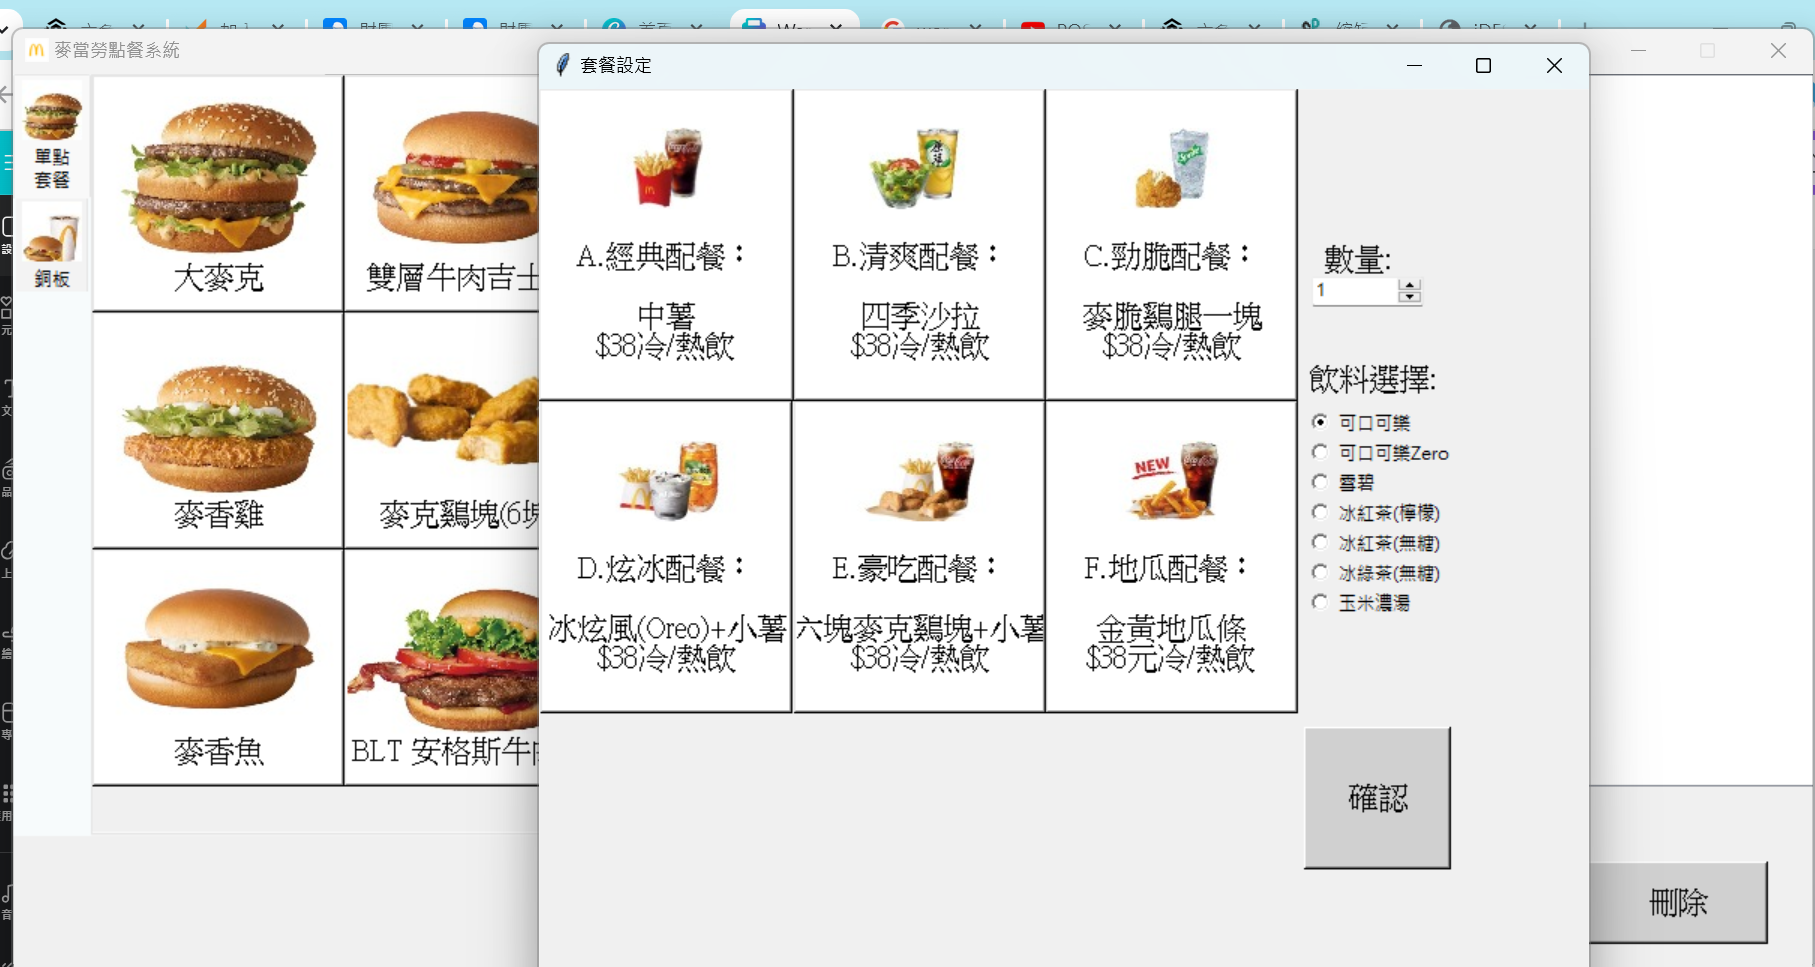 麥當勞點餐系統
單點
套餐
銅板
大麥克
雙層牛肉吉士
麥香雞
麥克鷄塊(6塊
麥香魚
BLT 安格斯牛
套餐設定
A.經典配餐：
中薯
$38冷/熱飲
B.清爽配餐：
四季沙拉
$38冷/熱飲
C.勁脆配餐：
麥脆鷄腿一塊
$38冷/熱飲
D.炫冰配餐：
冰炫風(Oreo)+小薯
$38冷/熱飲
E.豪吃配餐：
六塊麥克鷄塊+小薯
$38冷/熱飲
NEW
F.地瓜配餐：
金黃地瓜條
$38元冷/熱飲
數量:
1
飲料選擇:
可口可樂
可口可樂Zero
雪碧
冰紅茶(檸檬)
冰紅茶(無糖)
冰綠茶(無糖)
玉米濃湯
確認
刪除